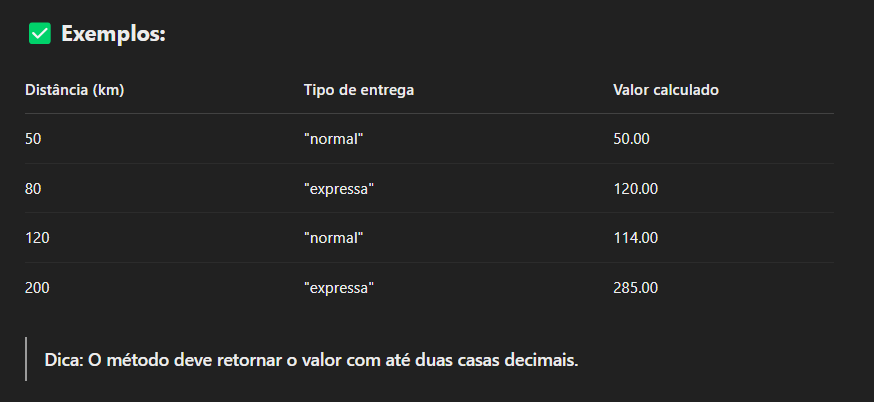 ✅ Exemplos:
Distância (km) Tipo de entrega Valor calculado
50 "normal" 50.00
80 "expressa" 120.00
120 "normal" 114.00
200 "expressa" 285.00
Dica: O método deve retornar o valor com até duas casas decimais.